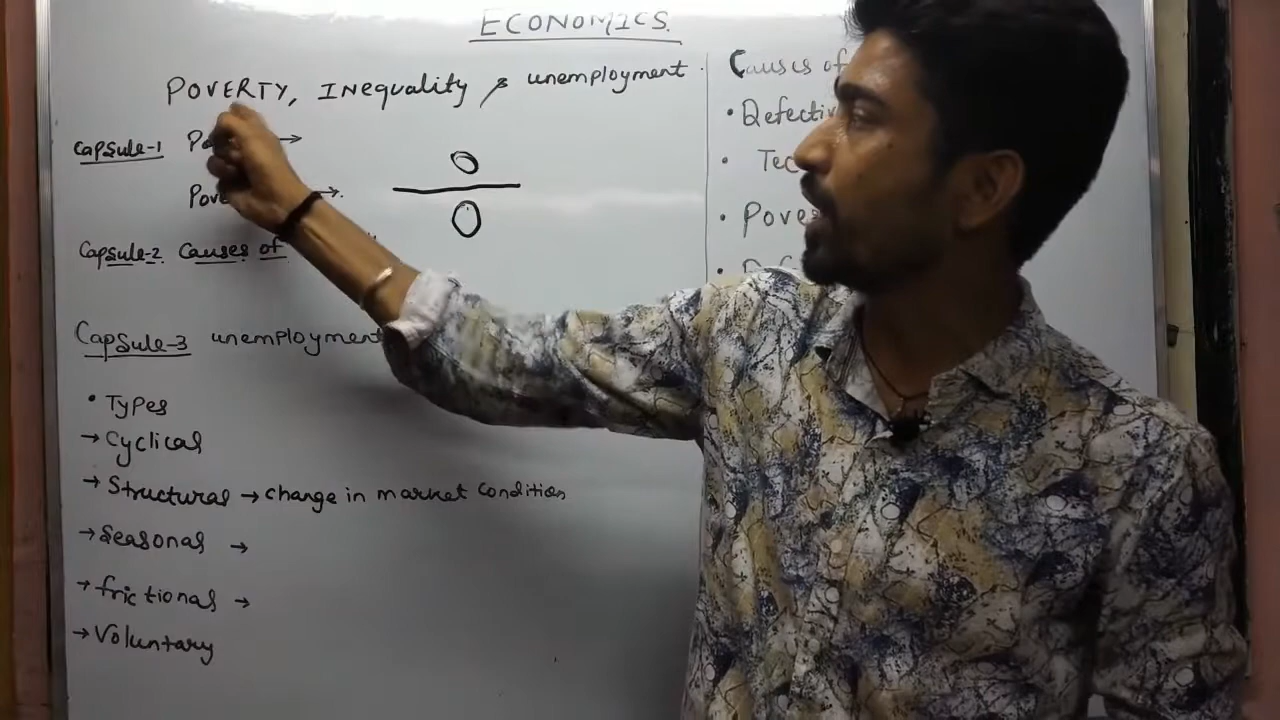 ECONOMICS.
POVERTY, INequality & unemployment.
Capsule-1
Capsule-2 Causes of
Capsule-3 unemployment
• Types
→ Cyclical
→ Structural → change in market condition
→ Seasonal →
→ frictional →
→ Voluntary
Causes of
• Defectiv
• Tec
• Pove
•